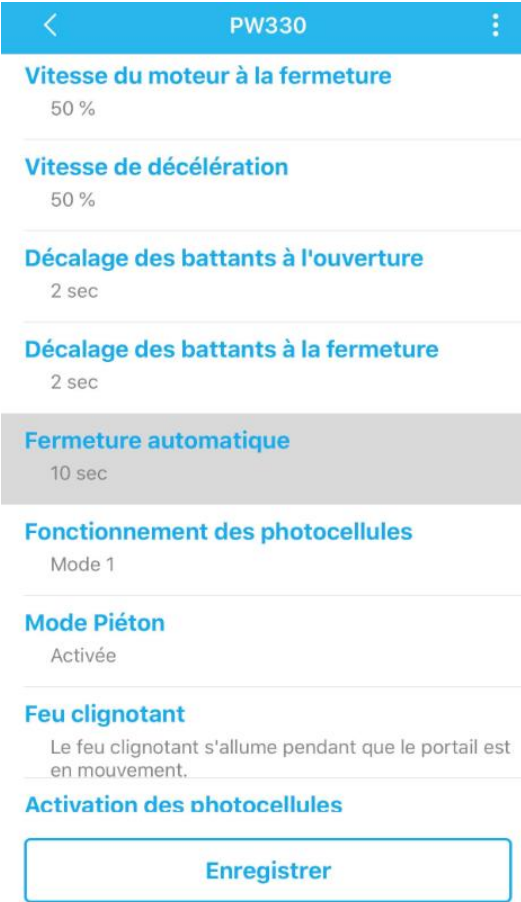 PW330
Vitesse du moteur à la fermeture
50 %
Vitesse de décélération
50 %
Décalage des battants à l'ouverture
2 sec
Décalage des battants à la fermeture
2 sec
Fermeture automatique
10 sec
Fonctionnement des photocellules
Mode 1
Mode Piéton
Activée
Feu clignotant
Le feu clignotant s'allume pendant que le portail est
en mouvement.
Activation des photocellules
Enregistrer